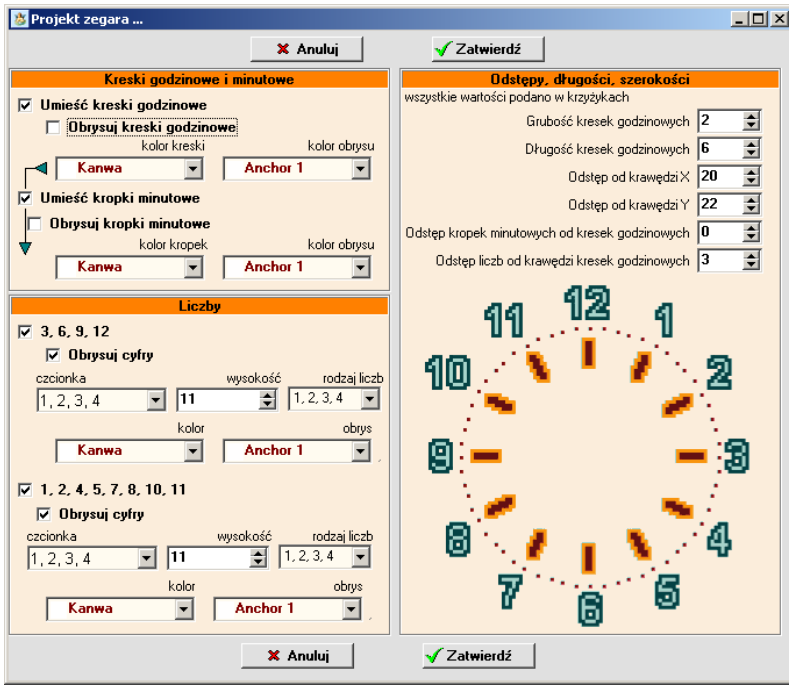 Projekt zegara ...
Anuluj Zatwierdź
Kreski godzinowe i minutowe
Umieść kreski godzinowe
Obrysuj kreski godzinowe
kolor kreski kolor obrysu
Kanwa Anchor 1
Umieść kropki minutowe
Obrysuj kropki minutowe
kolor kropek kolor obrysu
Kanwa Anchor 1
Liczby
3, 6, 9, 12
Obrysuj cyfry
czcionka wysokość rodzaj liczb
1, 2, 3, 4 11 1, 2, 3, 4
kolor obrys
Kanwa Anchor 1
1, 2, 4, 5, 7, 8, 10, 11
Obrysuj cyfry
czcionka wysokość rodzaj liczb
1, 2, 3, 4 11 1, 2, 3, 4
kolor obrys
Kanwa Anchor 1
Odstępy, długości, szerokości
wszystkie wartości podano w krzyżykach
Grubość kresek godzinowych 2
Długość kresek godzinowych 6
Odstęp od krawędzi X 20
Odstęp od krawędzi Y 22
Odstęp kropek minutowych od kresek godzinowych 0
Odstęp liczb od krawędzi kresek godzinowych 3
12
11 1
10 2
9 3
8 4
7 5
6
Anuluj Zatwierdź